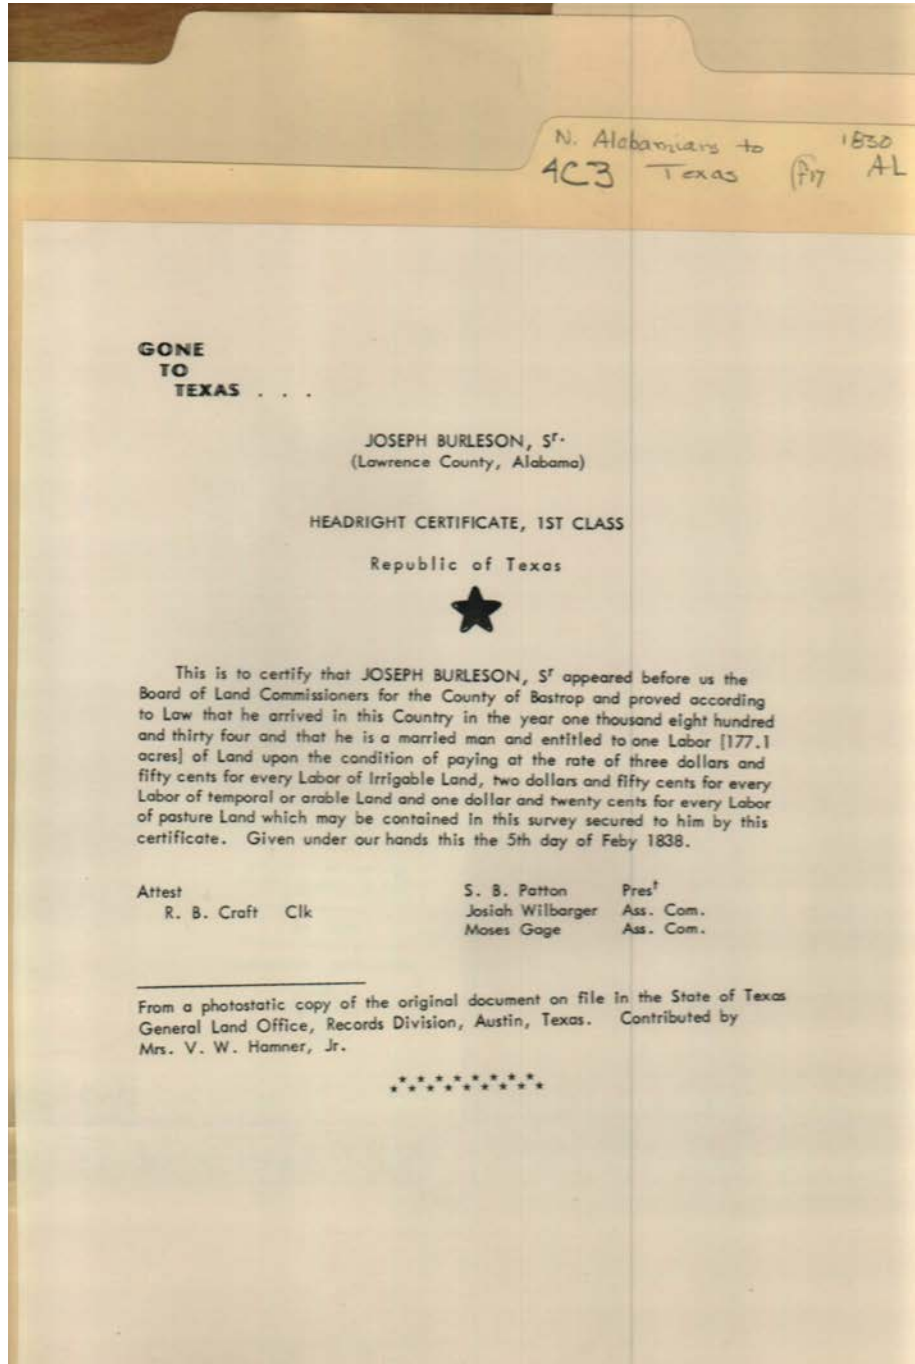 N. Alabamians to 1830
4C3 Texas AL
GONE
TO
TEXAS . . .
JOSEPH BURLESON, Sr.
(Lawrence County, Alabama)
HEADRIGHT CERTIFICATE, 1ST CLASS
Republic of Texas
This is to certify that JOSEPH BURLESON, Sr appeared before us the
Board of Land Commissioners for the County of Bastrop and proved according
to Law that he arrived in this Country in the year one thousand eight hundred
and thirty four and that he is a married man and entitled to one Labor [177.1
acres] of Land upon the condition of paying at the rate of three dollars and
fifty cents for every Labor of Irrigable Land, two dollars and fifty cents for every
Labor of temporal or arable Land and one dollar and twenty cents for every Labor
of pasture Land which may be contained in this survey secured to him by this
certificate. Given under our hands this the 5th day of Feby 1838.
Attest S. B. Patton Prest
R. B. Craft Clk Josiah Wilbarger Ass. Com.
Moses Gage Ass. Com.
From a photostatic copy of the original document on file in the State of Texas
General Land Office, Records Division, Austin, Texas. Contributed by
Mrs. V. W. Hamner, Jr.